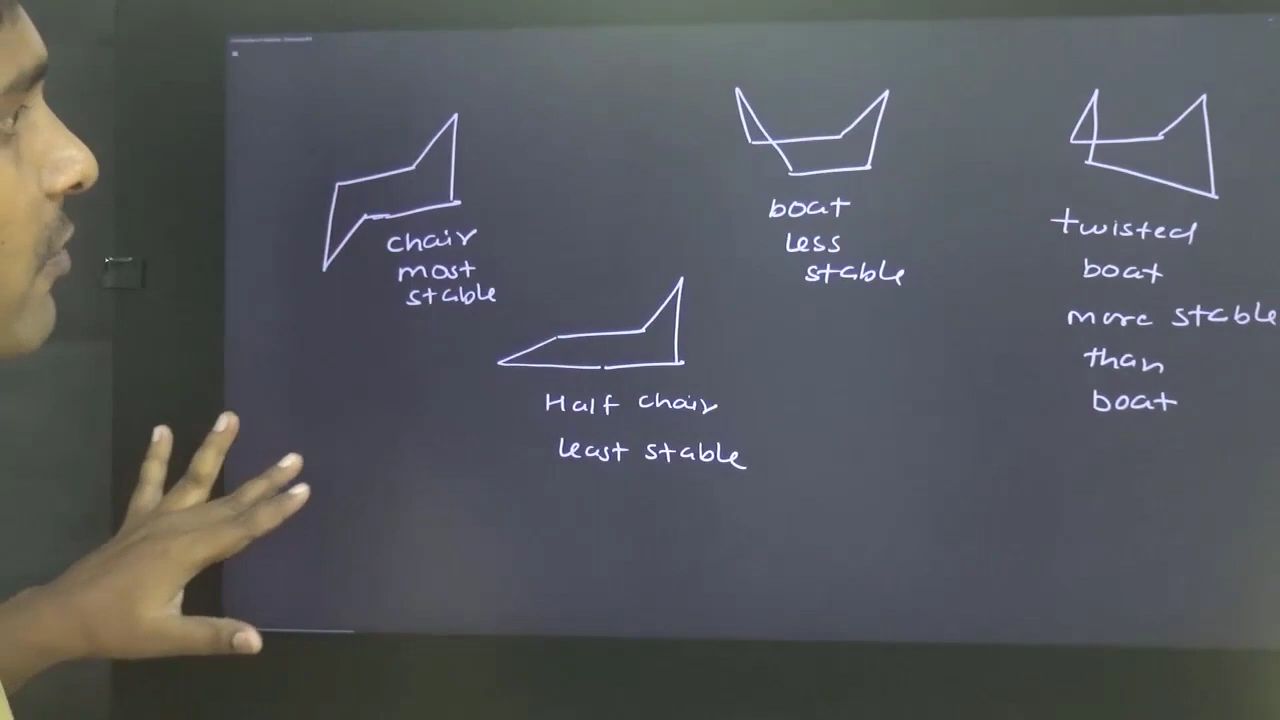 chair
most
stable
boat
less
stable
twisted
boat
more stable
than
boat
Half chair
least stable